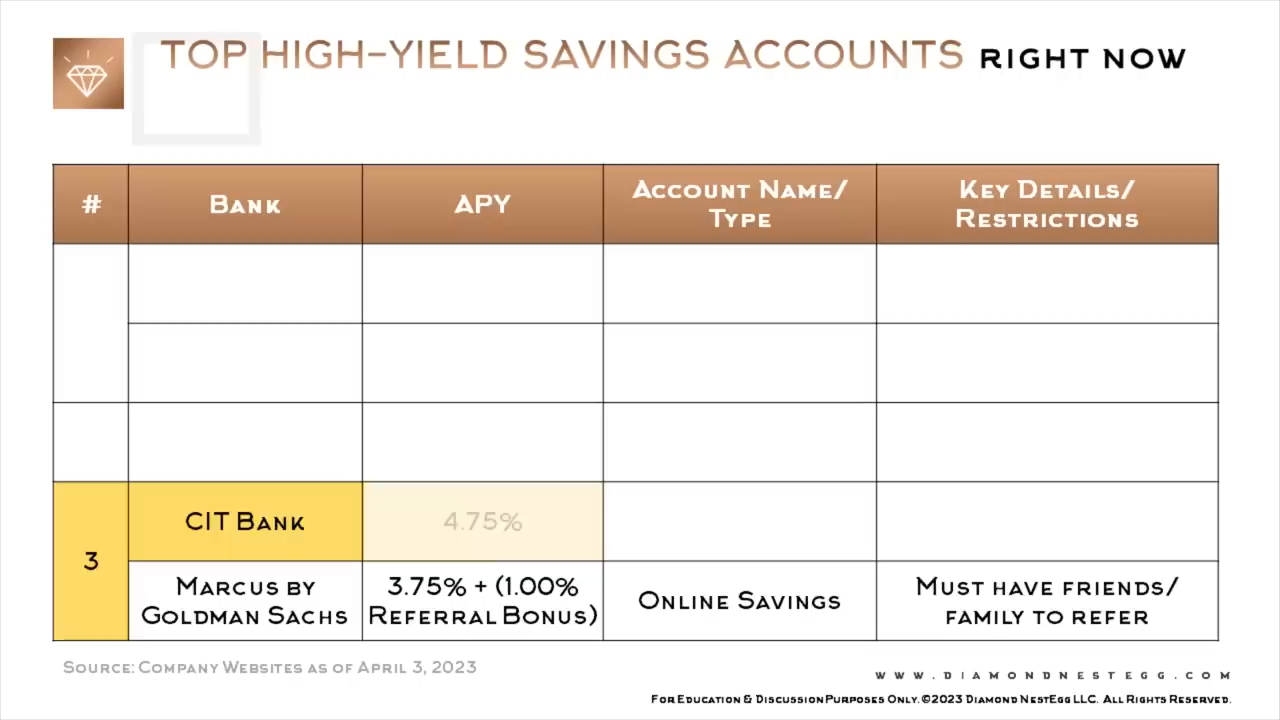 TOP HIGH-YIELD SAVINGS ACCOUNTS RIGHT NOW
# Bank APY Account Name/ Type Key Details/ Restrictions
CIT Bank 4.75%
3
Marcus by Goldman Sachs 3.75% + (1.00% Referral Bonus) Online Savings Must have friends/ family to refer
Source: Company Websites as of April 3, 2023
WWW.DIAMONDNESTEGG.COM
For Education & Discussion Purposes Only. ©2023 Diamond NestEgg LLC. All Rights Reserved.